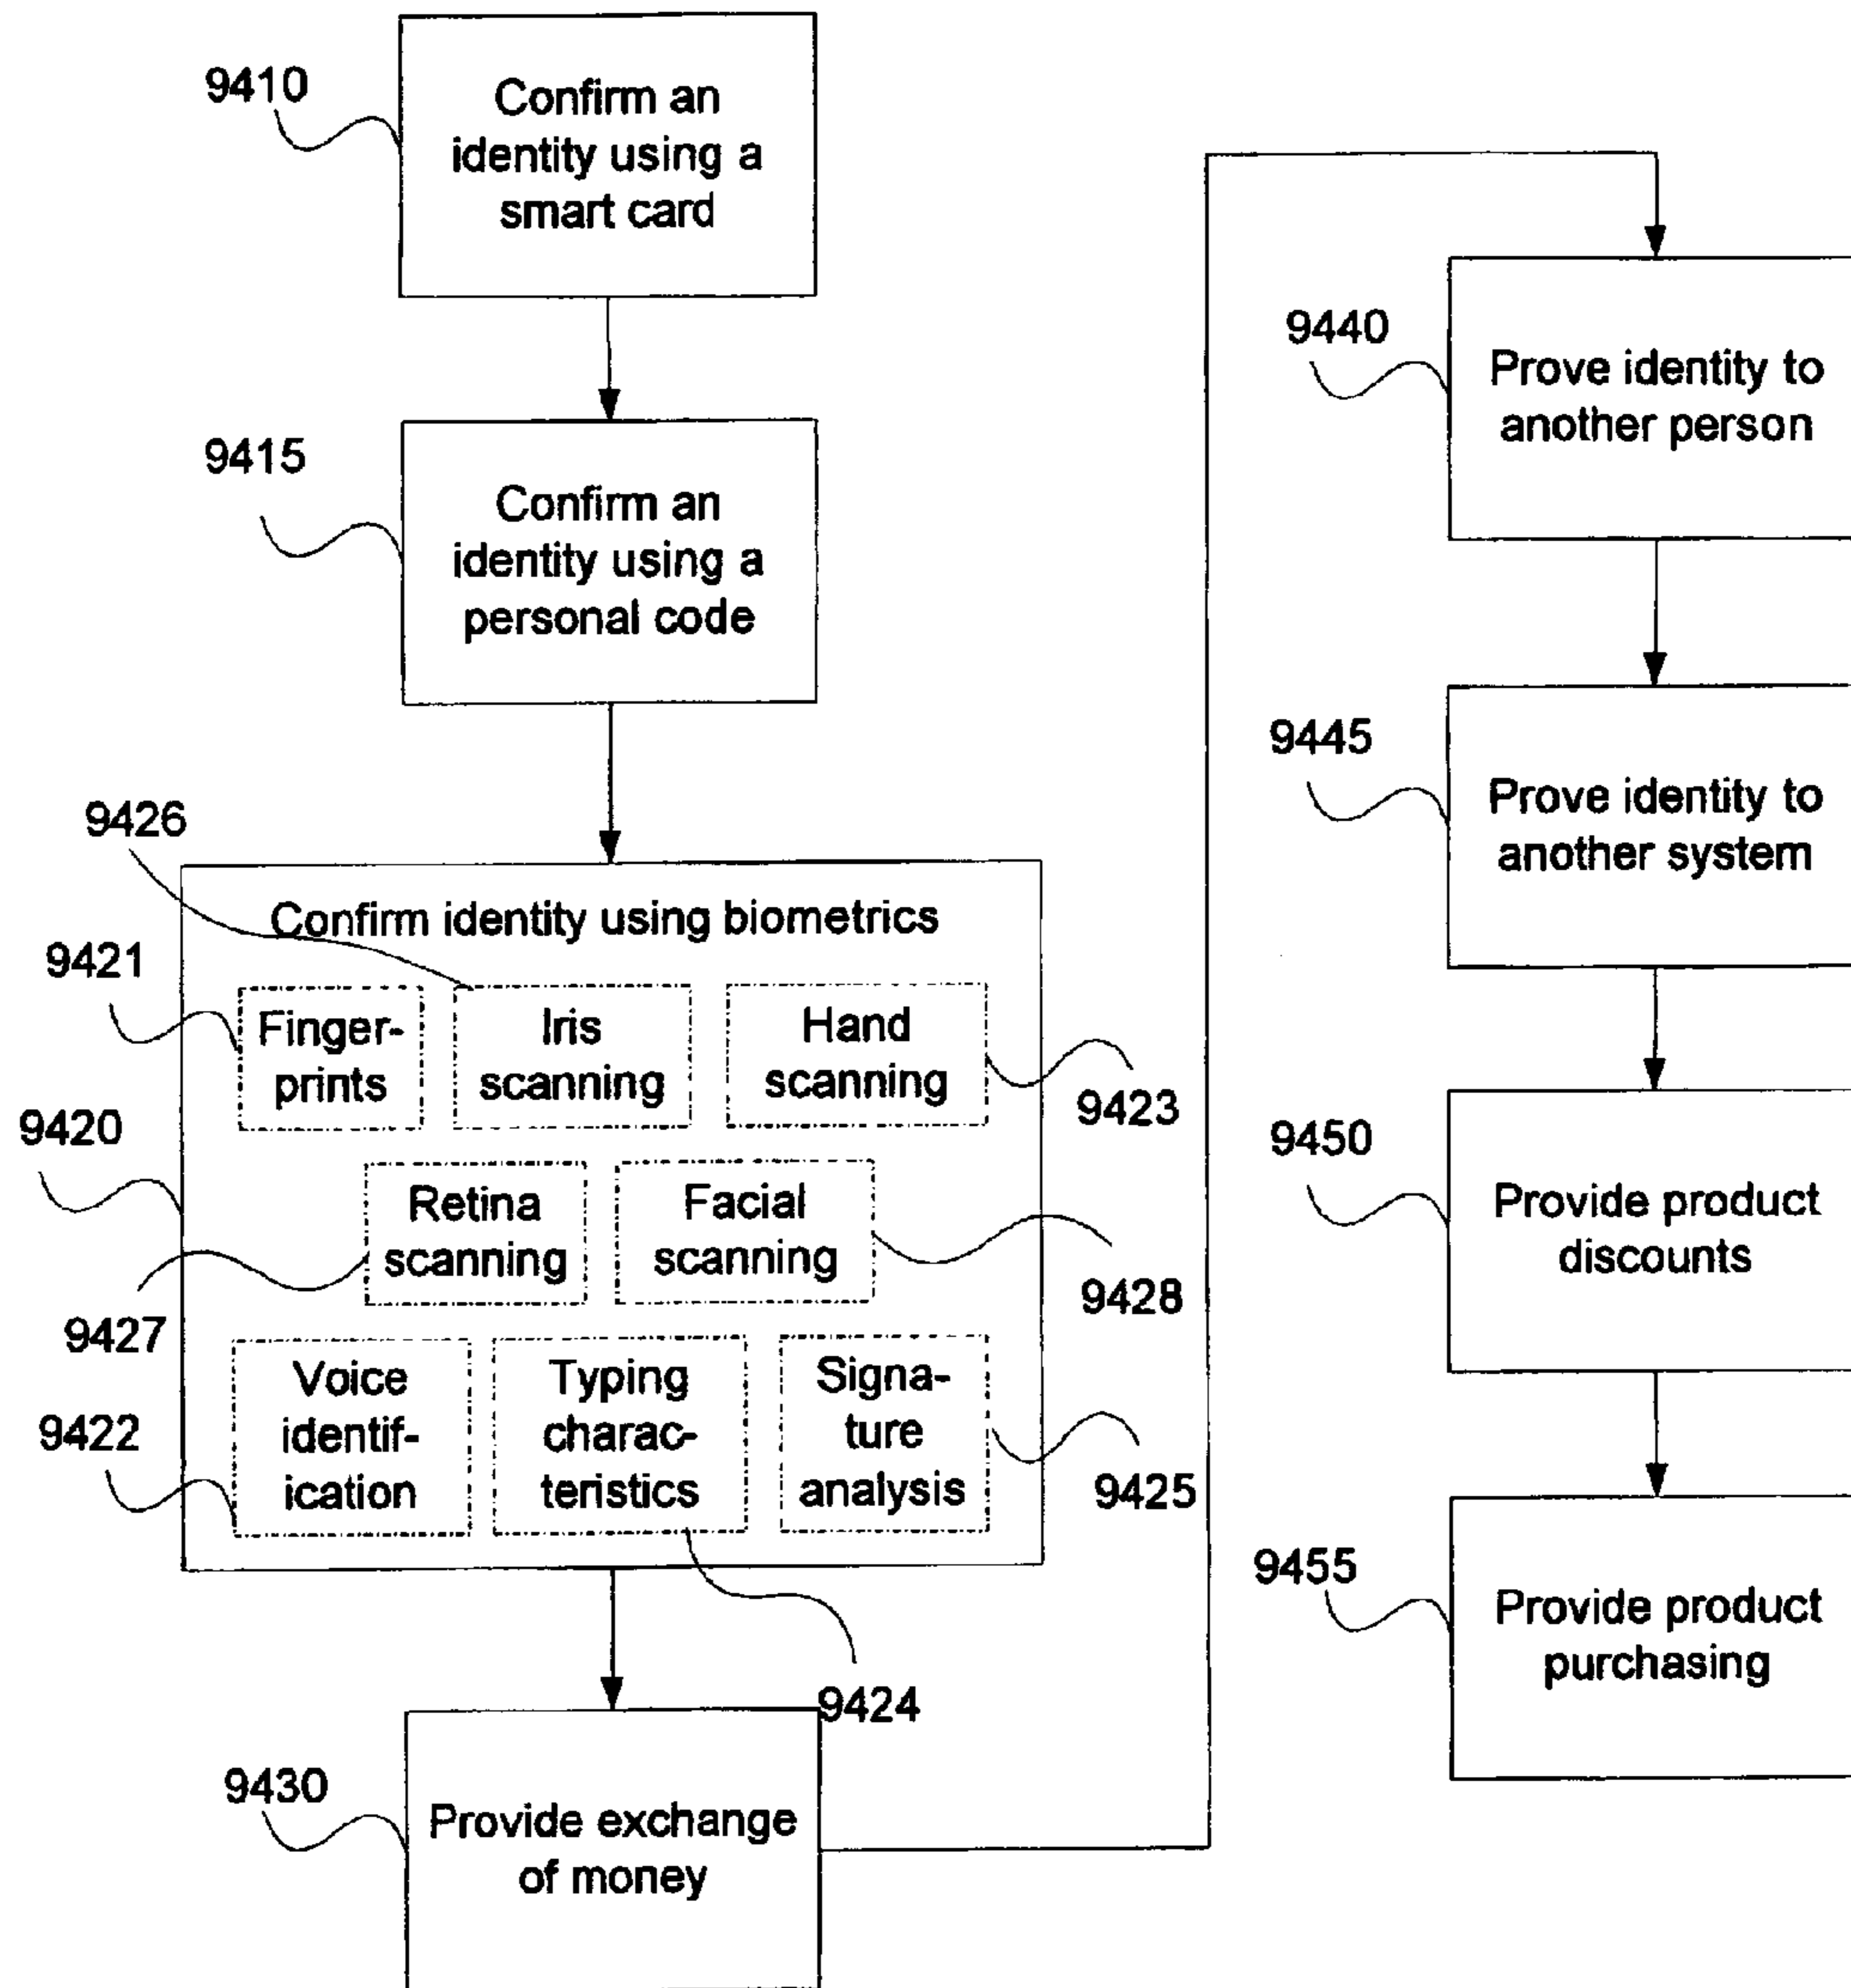 9410
Confirm an
identity using a
smart card
9415
Confirm an
identity using a
personal code
9426
Confirm identity using biometrics
9421
Finger-
prints
Iris
scanning
Hand
scanning
9423
9420
Retina
scanning
Facial
scanning
9428
9427
Voice
identif-
ication
Typing
charac-
teristics
Signa-
ture
analysis
9422
9425
9424
9430
Provide exchange
of money
9440
Prove identity to
another person
9445
Prove identity to
another system
9450
Provide product
discounts
9455
Provide product
purchasing